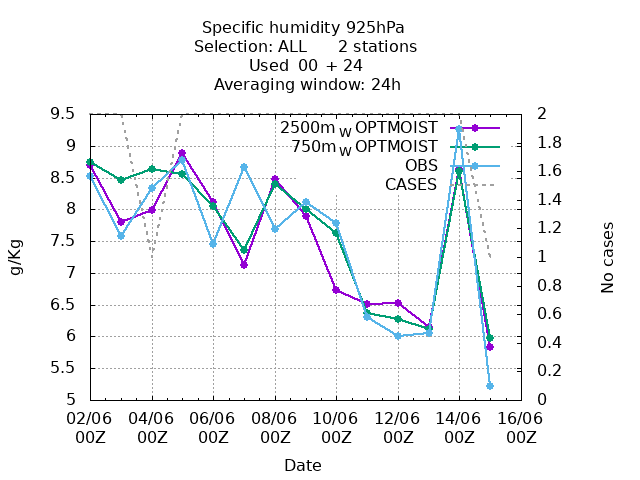 Specific humidity 925hPa
Selection: ALL 2 stations
Used 00 + 24
Averaging window: 24h
2500m_W OPTMOIST
750m_W OPTMOIST
OBS
CASES
9.5
9
8.5
8
7.5
7
6.5
6
5.5
5
2
1.8
1.6
1.4
1.2
1
0.8
0.6
0.4
0.2
0
g/Kg
No cases
02/06 04/06 06/06 08/06 10/06 12/06 14/06 16/06
00Z 00Z 00Z 00Z 00Z 00Z 00Z 00Z
Date